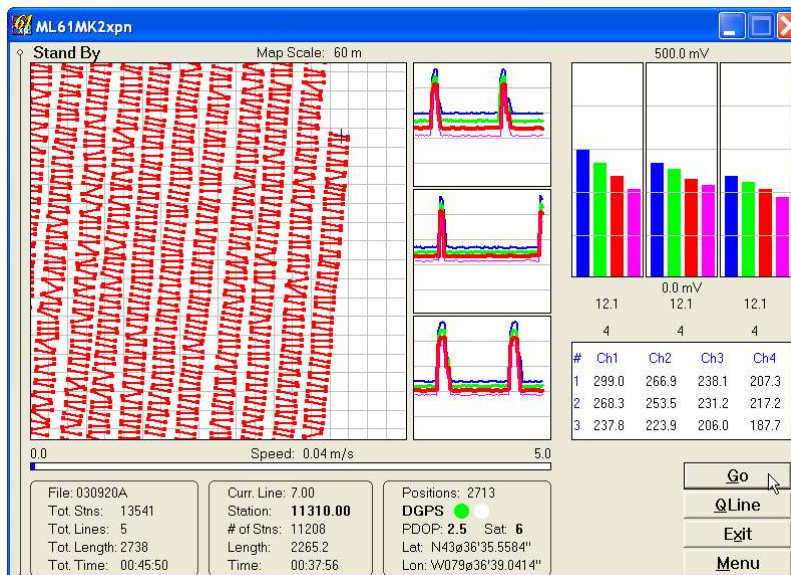 ML61MK2xpn
Stand By Map Scale: 60 m 500.0 mV
0.0 mV
12.1 12.1 12.1
4 4 4
# Ch1 Ch2 Ch3 Ch4
1 299.0 266.9 238.1 207.3
2 268.3 253.5 231.2 217.2
3 237.8 223.9 206.0 187.7
0.0 Speed: 0.04 m/s 5.0
File: 030920A
Tot. Stns: 13541
Tot. Lines: 5
Tot. Length: 2738
Tot. Time: 00:45:50
Curr. Line: 7.00
Station: 11310.00
# of Stns: 11208
Length: 2265.2
Time: 00:37:56
Positions: 2713
DGPS
PDOP: 2.5 Sat: 6
Lat: N43ø36'35.5584"
Lon: W079ø36'39.0414"
Go
QLine
Exit
Menu